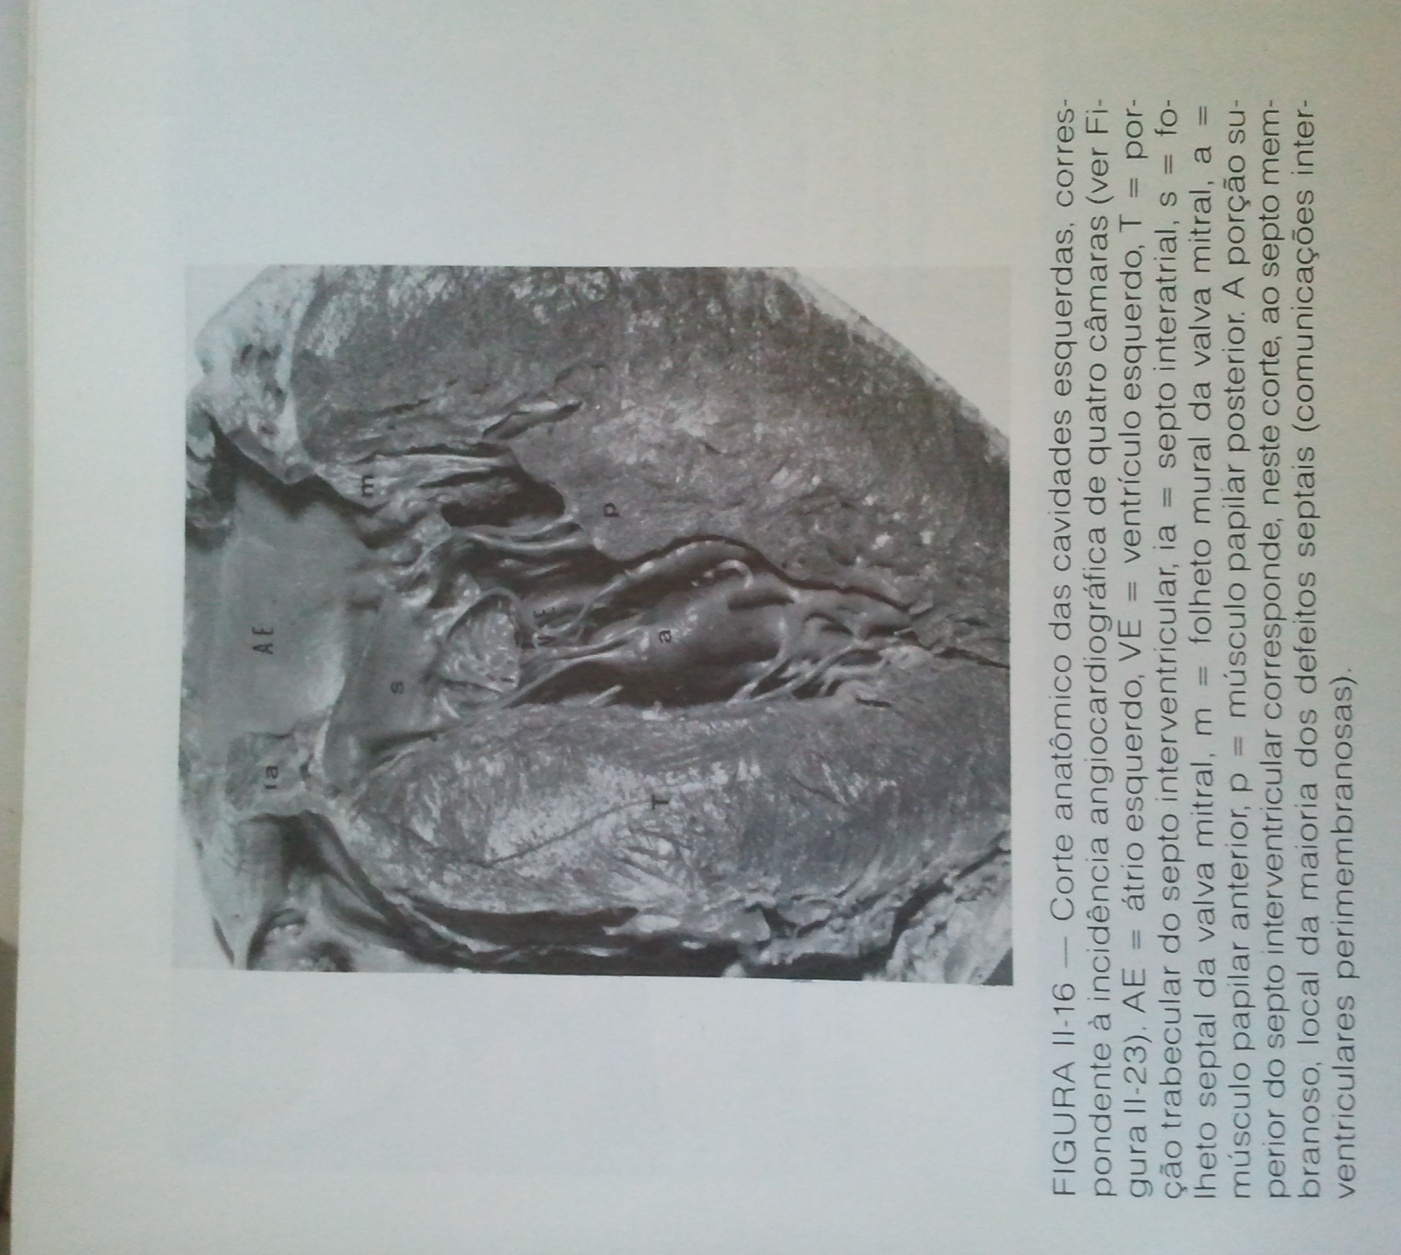 AE
ia
s
m
VE
p
a
T
FIGURA II-16 — Corte anatômico das cavidades esquerdas, corres-
pondente à incidência angiocardiográfica de quatro câmaras (ver Fi-
gura II-23). AE = átrio esquerdo, VE = ventrículo esquerdo, T = por-
ção trabecular do septo interventricular, ia = septo interatrial, s = fo-
lheto septal da valva mitral, m = folheto mural da valva mitral, a =
músculo papilar anterior, p = músculo papilar posterior. A porção su-
perior do septo interventricular corresponde, neste corte, ao septo mem-
branoso, local da maioria dos defeitos septais (comunicações inter-
ventriculares perimembranosas).